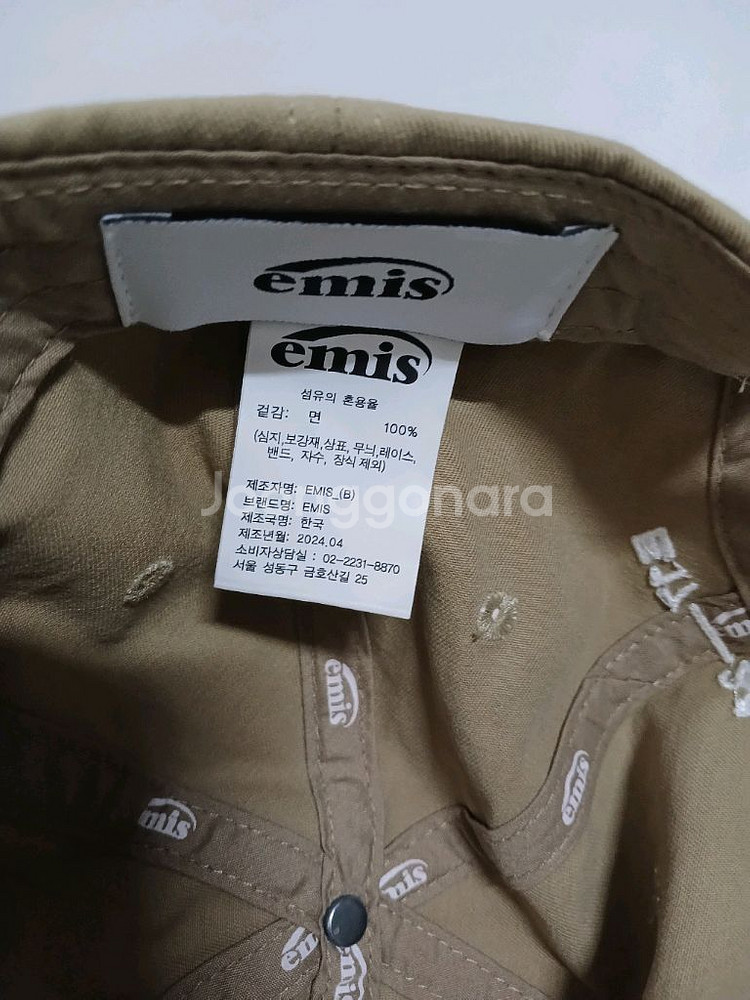 emis
emis
섬유의 혼용율
겉감: 면 100%
(심지,보강재,상표,무늬,레이스,
밴드, 자수, 장식 제외)
제조자명: EMIS_(B)
브랜드명: EMIS
제조국명: 한국
제조년월: 2024.04
소비자상담실 : 02-2231-8870
서울 성동구 금호산길 25
Joonggonara
emis
emis
emis
emis